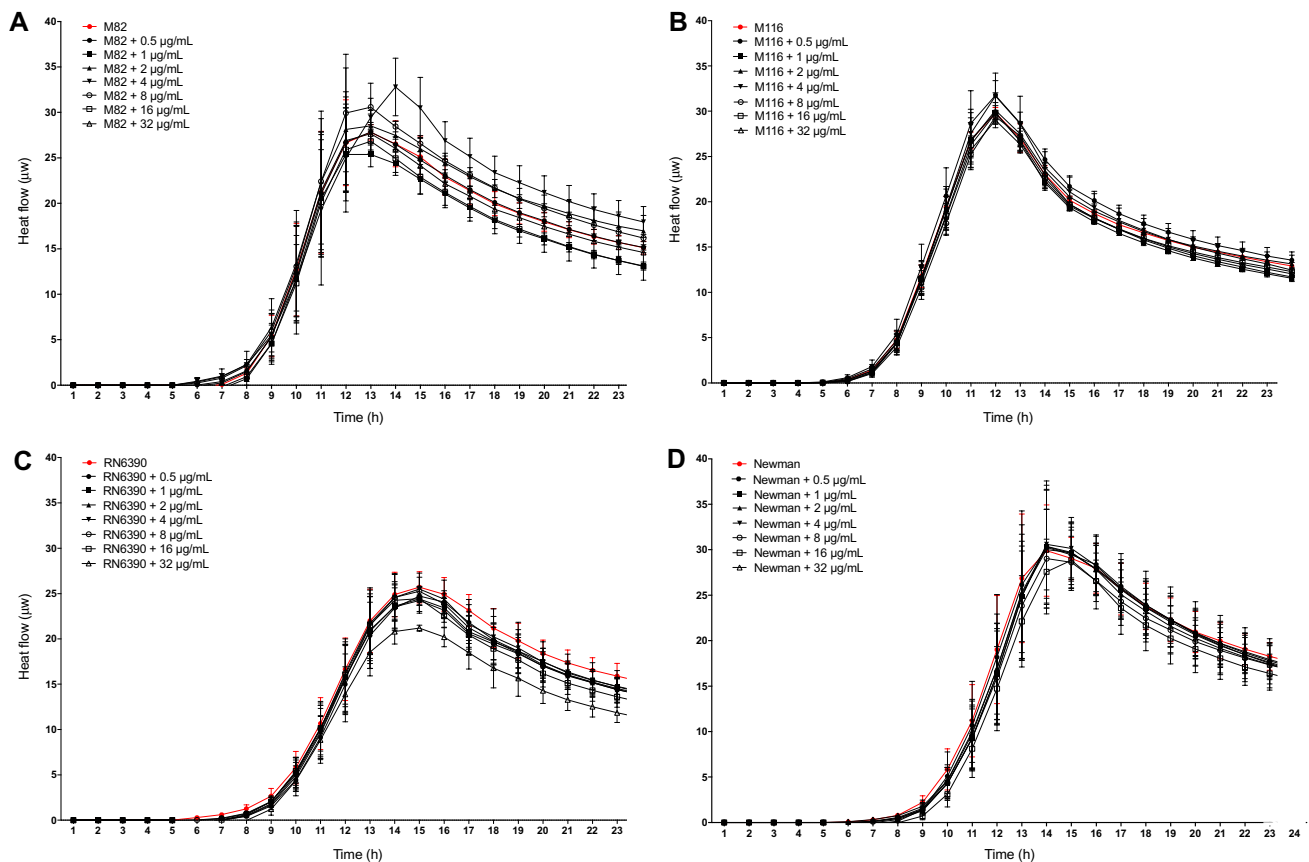 A
M82
M82 + 0.5 µg/mL
M82 + 1 µg/mL
M82 + 2 µg/mL
M82 + 4 µg/mL
M82 + 8 µg/mL
M82 + 16 µg/mL
M82 + 32 µg/mL
40
35
30
25
20
15
10
5
0
Heat flow (µw)
1 2 3 4 5 6 7 8 9 10 11 12 13 14 15 16 17 18 19 20 21 22 23
Time (h)
B
M116
M116 + 0.5 µg/mL
M116 + 1 µg/mL
M116 + 2 µg/mL
M116 + 4 µg/mL
M116 + 8 µg/mL
M116 + 16 µg/mL
M116 + 32 µg/mL
40
35
30
25
20
15
10
5
0
Heat flow (µw)
1 2 3 4 5 6 7 8 9 10 11 12 13 14 15 16 17 18 19 20 21 22 23
Time (h)
C
RN6390
RN6390 + 0.5 µg/mL
RN6390 + 1 µg/mL
RN6390 + 2 µg/mL
RN6390 + 4 µg/mL
RN6390 + 8 µg/mL
RN6390 + 16 µg/mL
RN6390 + 32 µg/mL
40
35
30
25
20
15
10
5
0
Heat flow (µw)
1 2 3 4 5 6 7 8 9 10 11 12 13 14 15 16 17 18 19 20 21 22 23
Time (h)
D
Newman
Newman + 0.5 µg/mL
Newman + 1 µg/mL
Newman + 2 µg/mL
Newman + 4 µg/mL
Newman + 8 µg/mL
Newman + 16 µg/mL
Newman + 32 µg/mL
40
35
30
25
20
15
10
5
0
Heat flow (µw)
1 2 3 4 5 6 7 8 9 10 11 12 13 14 15 16 17 18 19 20 21 22 23 24
Time (h)